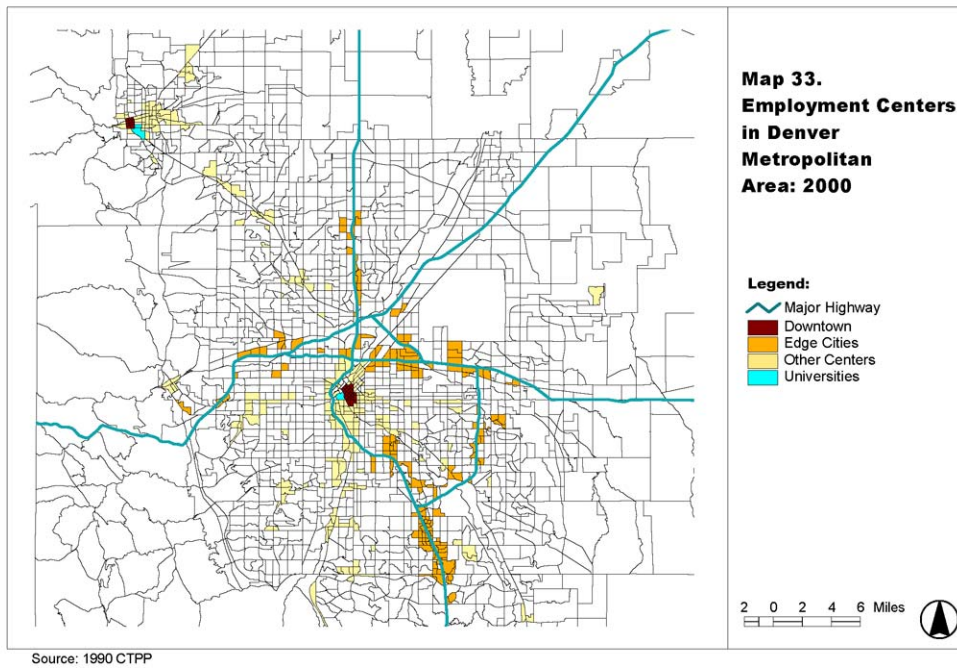 Map 33.
Employment Centers
in Denver
Metropolitan
Area: 2000
Legend:
Major Highway
Downtown
Edge Cities
Other Centers
Universities
2 0 2 4 6 Miles
Source: 1990 CTPP